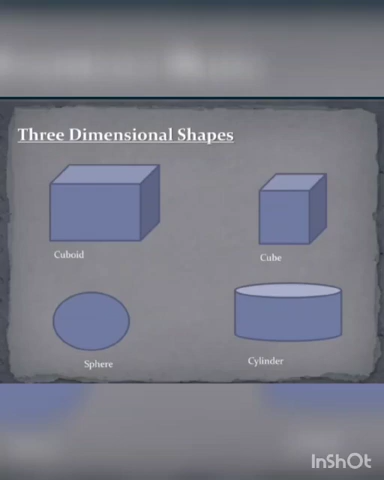 Three Dimensional Shapes
Cuboid
Cube
Sphere
Cylinder
InShOt